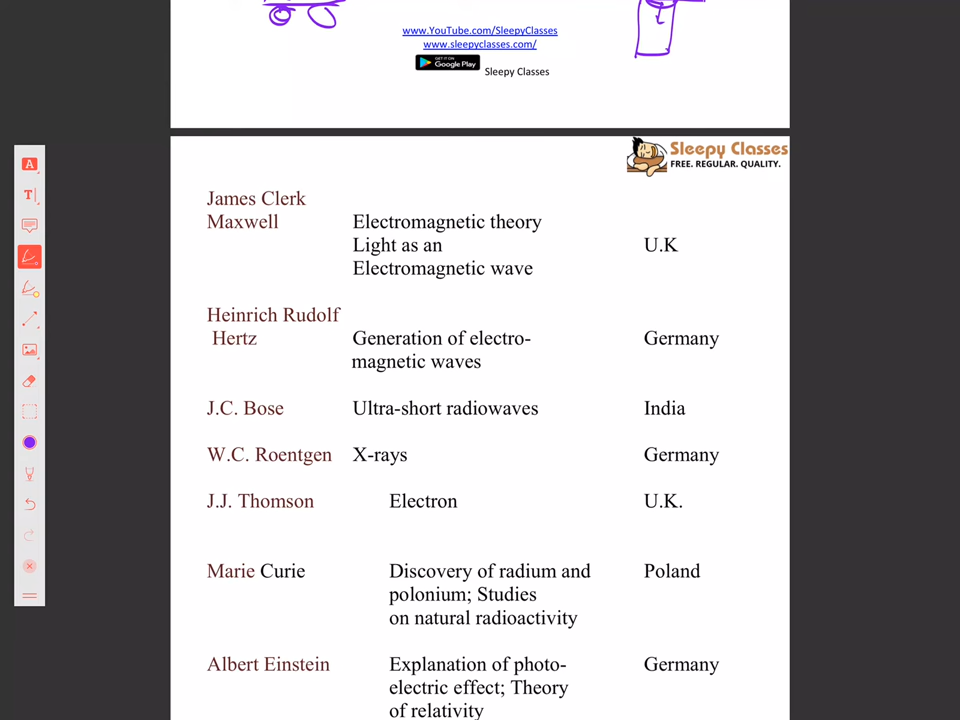 www.YouTube.com/SleepyClasses
www.sleepyclasses.com/
GET IT ON
Google Play
Sleepy Classes
Sleepy Classes
FREE. REGULAR. QUALITY.
A
T
James Clerk
Maxwell Electromagnetic theory
Light as an U.K
Electromagnetic wave
Heinrich Rudolf
Hertz Generation of electro- Germany
magnetic waves
J.C. Bose Ultra-short radiowaves India
W.C. Roentgen X-rays Germany
J.J. Thomson Electron U.K.
Marie Curie Discovery of radium and Poland
polonium; Studies
on natural radioactivity
Albert Einstein Explanation of photo- Germany
electric effect; Theory
of relativity